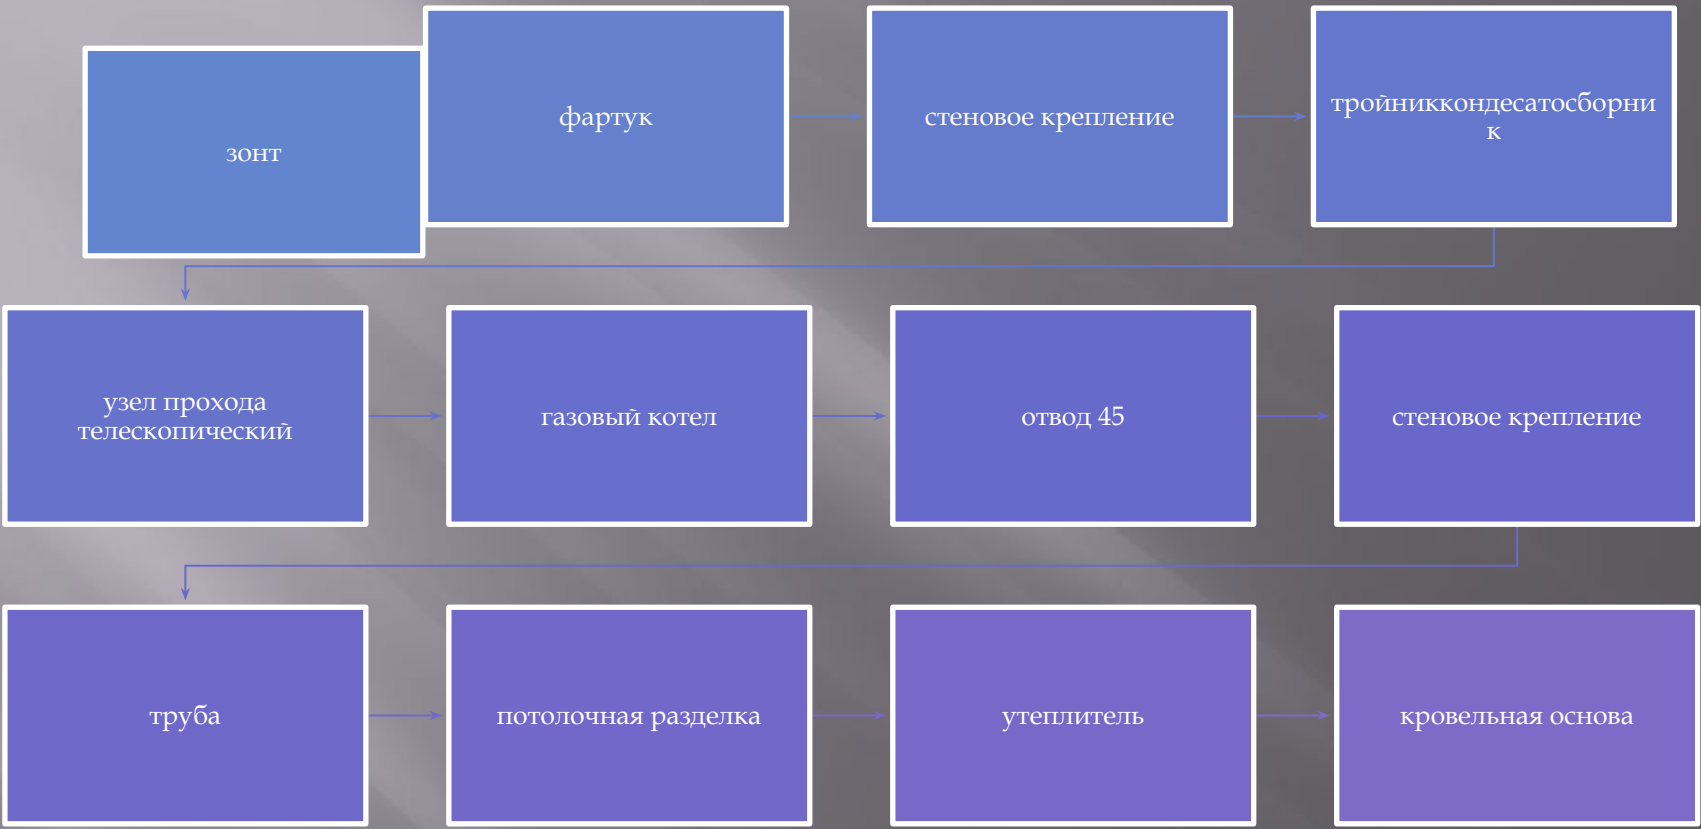 зонт
фартук
стеновое крепление
тройниккондесатосборни
к
узел прохода
телескопический
газовый котел
отвод 45
стеновое крепление
труба
потолочная разделка
утеплитель
кровельная основа